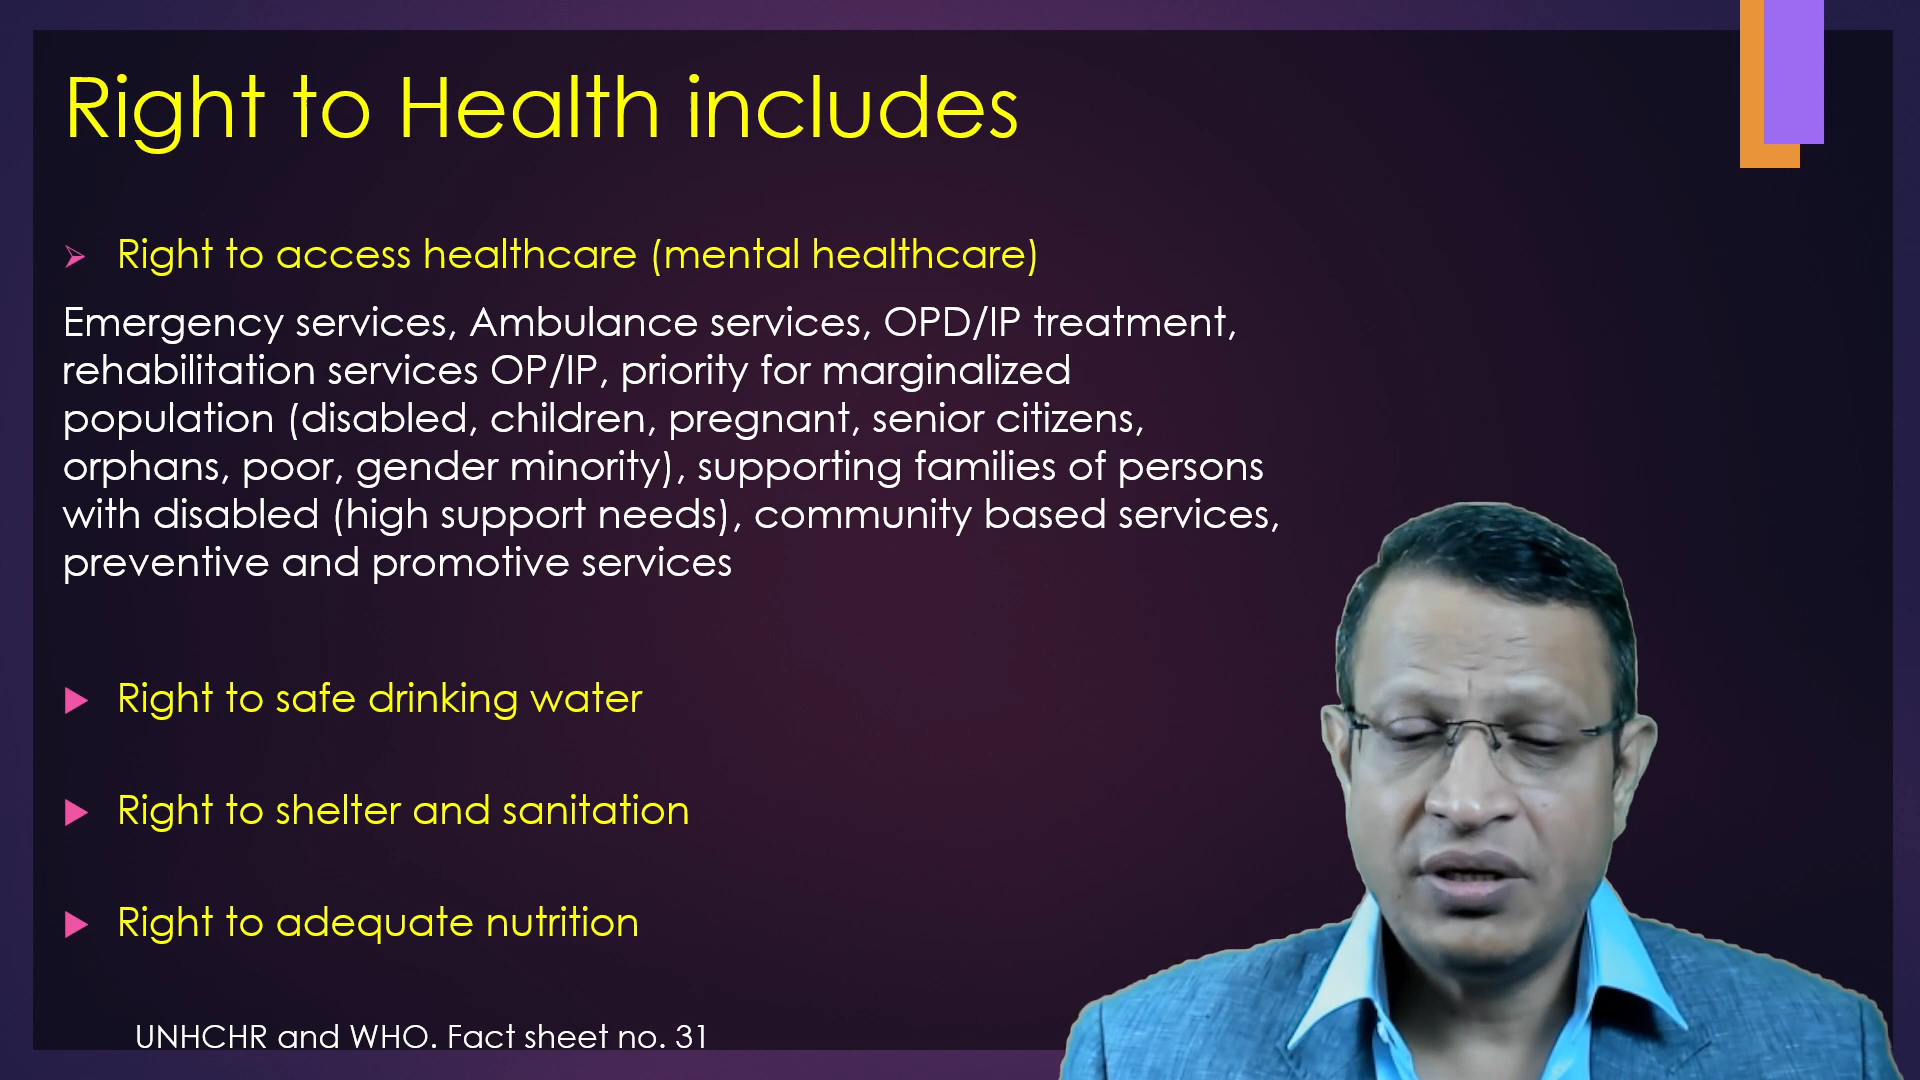 Right to Health includes
Right to access healthcare (mental healthcare)
Emergency services, Ambulance services, OPD/IP treatment,
rehabilitation services OP/IP, priority for marginalized
population (disabled, children, pregnant, senior citizens,
orphans, poor, gender minority), supporting families of persons
with disabled (high support needs), community based services,
preventive and promotive services
Right to safe drinking water
Right to shelter and sanitation
Right to adequate nutrition
UNHCHR and WHO. Fact sheet no. 31